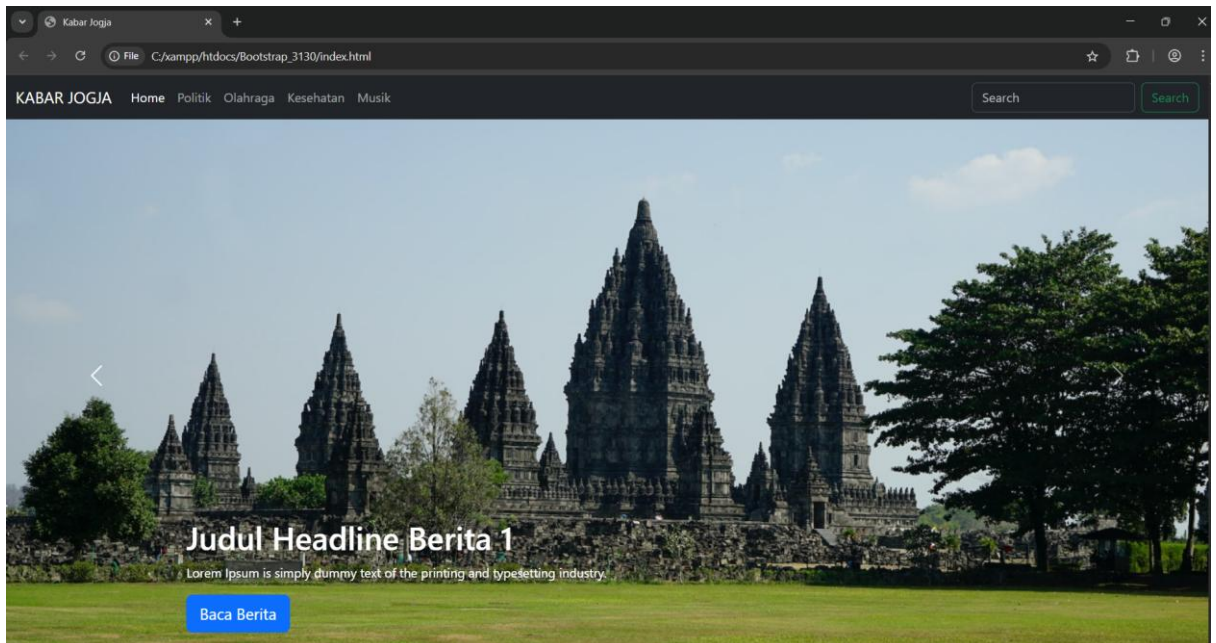 Kabar Jogja
File C:/xampp/htdocs/Bootstrap_3130/index.html
KABAR JOGJA Home Politik Olahraga Kesehatan Musik Search Search
Judul Headline Berita 1
Lorem Ipsum is simply dummy text of the printing and typesetting industry.
Baca Berita